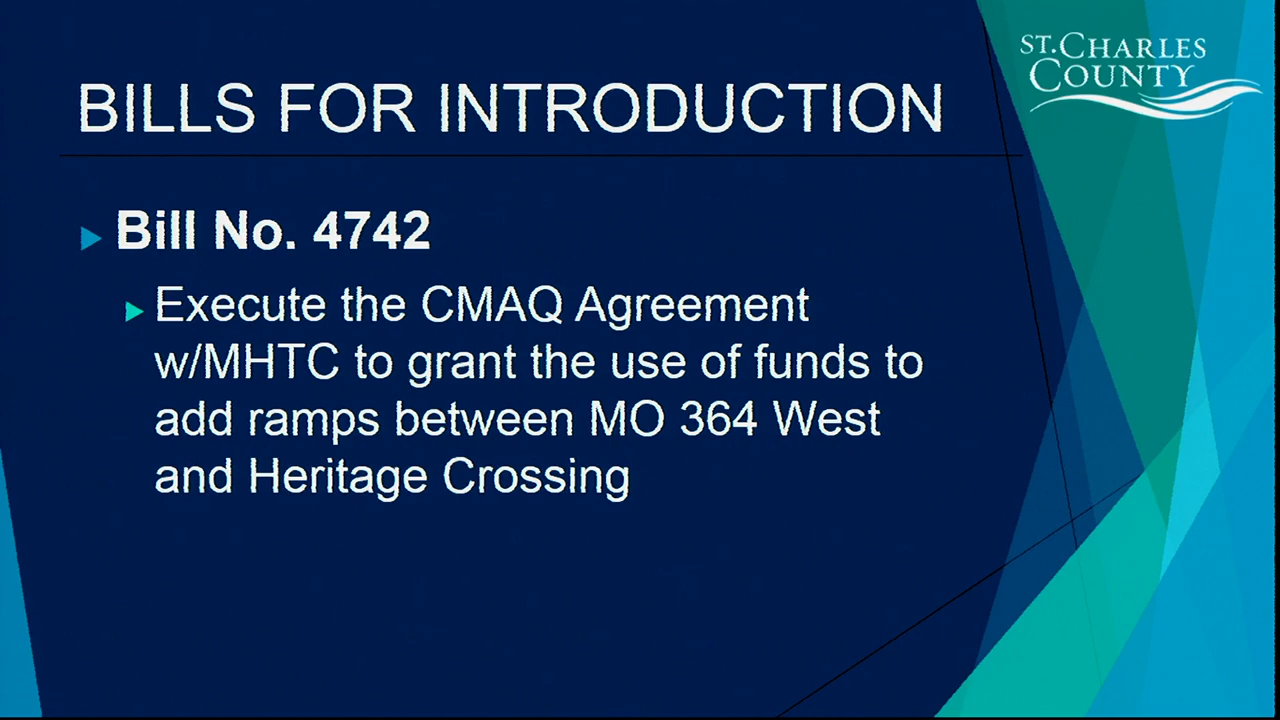 ST. CHARLES
COUNTY
BILLS FOR INTRODUCTION
Bill No. 4742
Execute the CMAQ Agreement
w/MHTC to grant the use of funds to
add ramps between MO 364 West
and Heritage Crossing